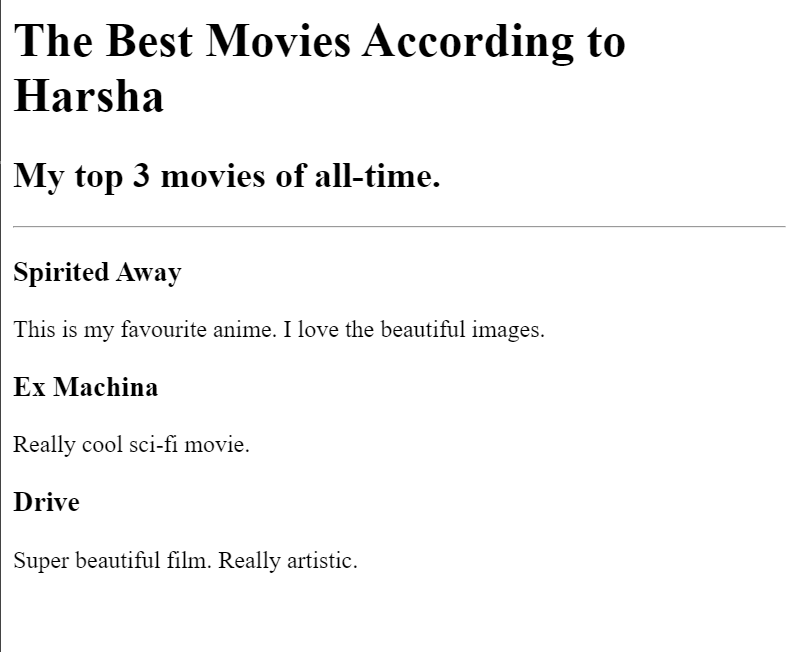 The Best Movies According to
Harsha
My top 3 movies of all-time.
Spirited Away
This is my favourite anime. I love the beautiful images.
Ex Machina
Really cool sci-fi movie.
Drive
Super beautiful film. Really artistic.